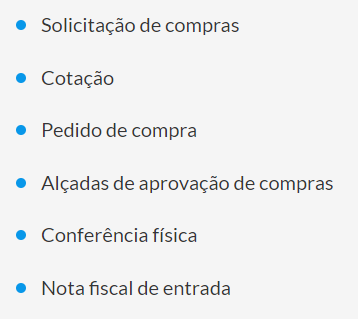 Solicitação de compras
Cotação
Pedido de compra
Alçadas de aprovação de compras
Conferência física
Nota fiscal de entrada